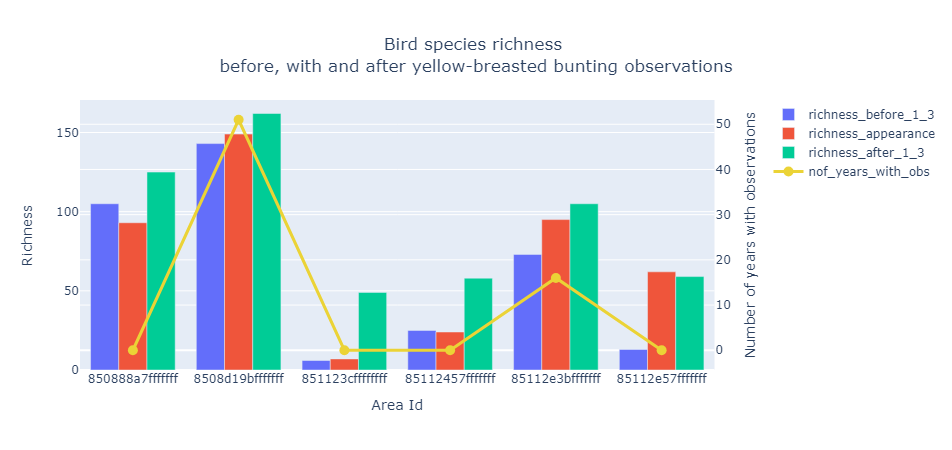 Bird species richness
before, with and after yellow-breasted bunting observations
Richness
150
100
50
0
50
40
30
20
10
0
Number of years with observations
850888a7fffffff
8508d19bfffffff
851123cffffffff
85112457fffffff
85112e3bfffffff
85112e57fffffff
Area Id
richness_before_1_3
richness_appearance
richness_after_1_3
nof_years_with_obs